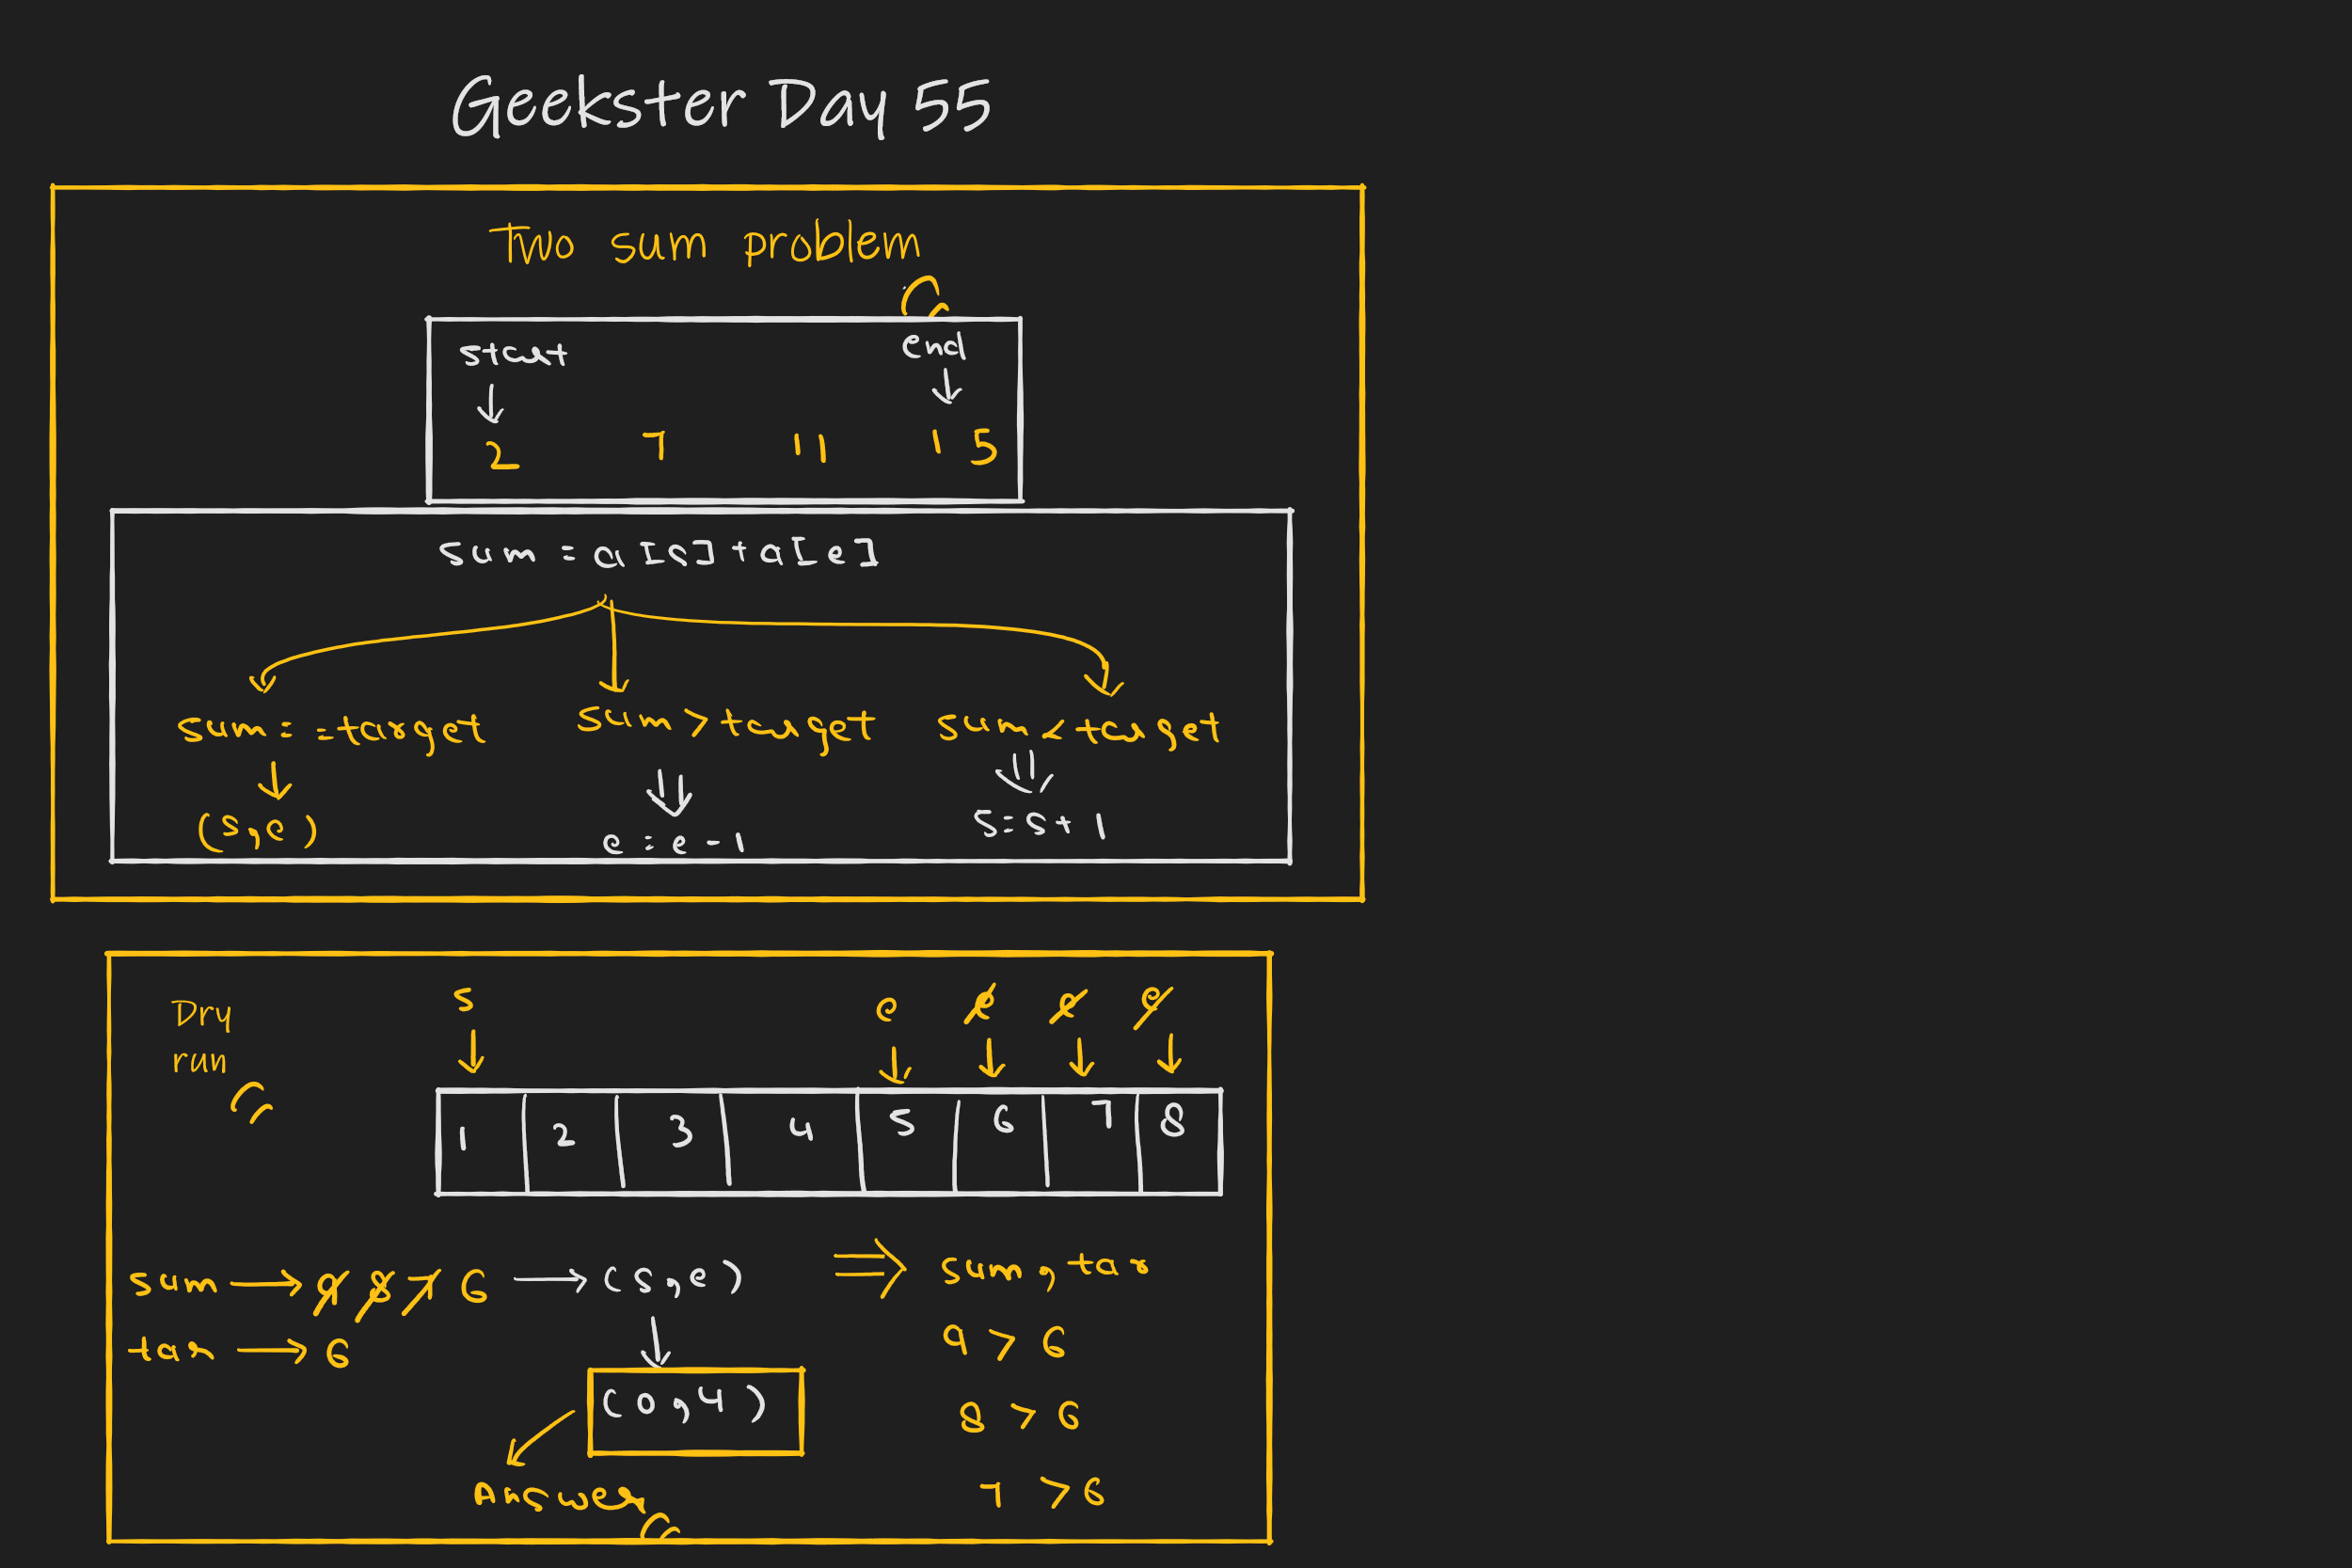 Geekster Day 55
Two sum problem
start end
2 7 11 15
sum = a[s] + a[e]
sum = = target sum > target sum < target
(s,e) e = e - 1 s = s + 1
Dry
run
s e e e e
1 2 3 4 5 6 7 8
sum → 9 8 7 6 → (s,e) ⇒ sum, tar
tar → 6 9 > 6
(0,4) 8 > 6
Answer 7 > 6